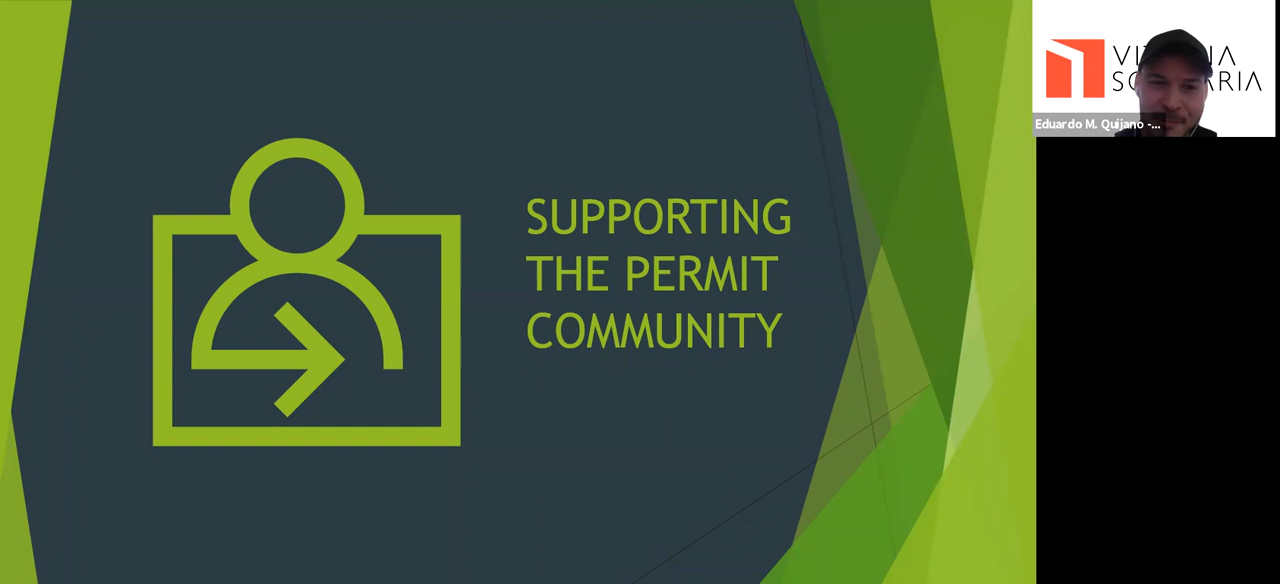 SUPPORTING
THE PERMIT
COMMUNITY
Eduardo M. Quijano -...